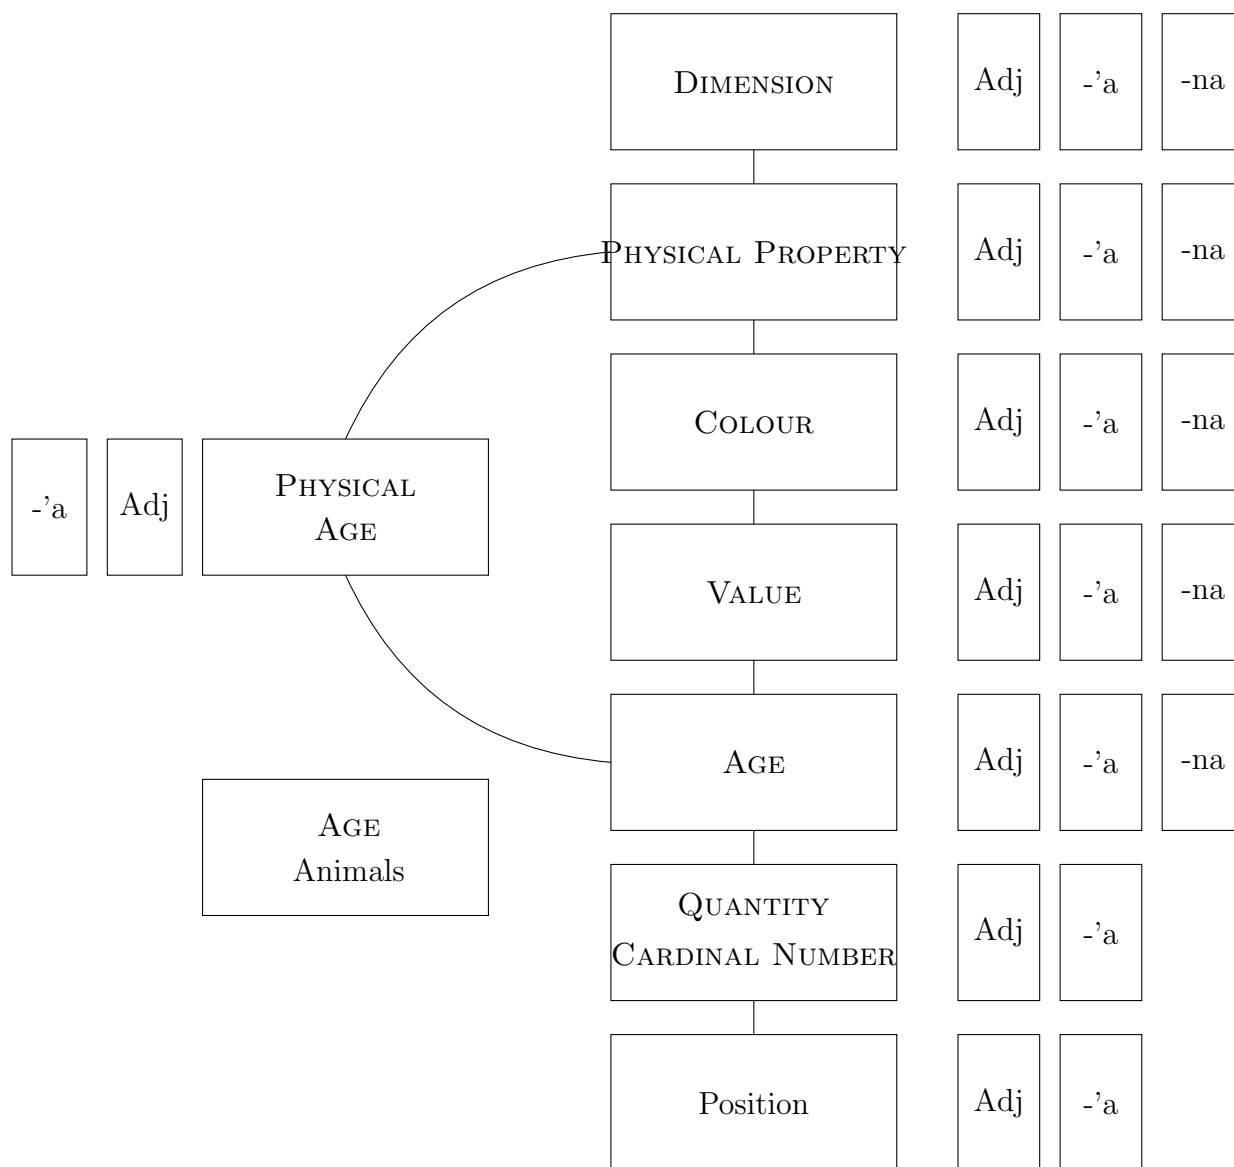 DIMENSION Adj -'a -na
PHYSICAL PROPERTY Adj -'a -na
COLOUR Adj -'a -na
-'a Adj PHYSICAL
AGE
VALUE Adj -'a -na
AGE Adj -'a -na
AGE
Animals
QUANTITY
CARDINAL NUMBER Adj -'a
Position Adj -'a